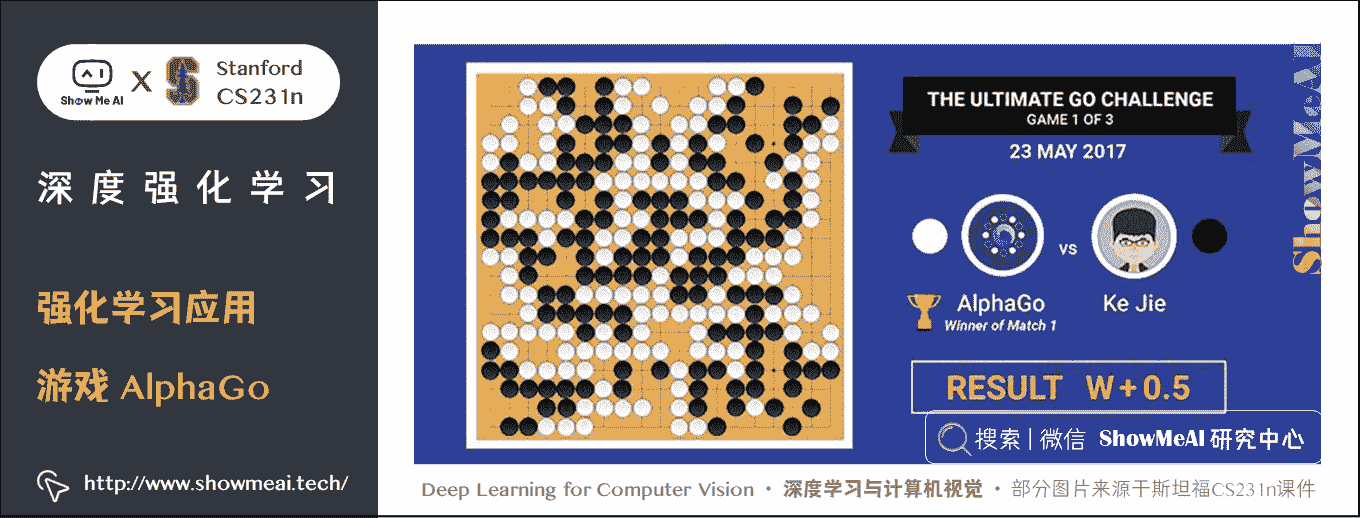 Show Me AI
X
Stanford
CS231n
深度强化学习
强化学习应用
游戏 AlphaGo
http://www.showmeai.tech/
THE ULTIMATE GO CHALLENGE
GAME 1 OF 3
23 MAY 2017
VS
AlphaGo
Winner of Match 1
Ke Jie
RESULT W+0.5
搜索 | 微信 ShowMeAI 研究中心
ShowMeAI
Deep Learning for Computer Vision · 深度学习与计算机视觉 · 部分图片来源于斯坦福CS231n课件